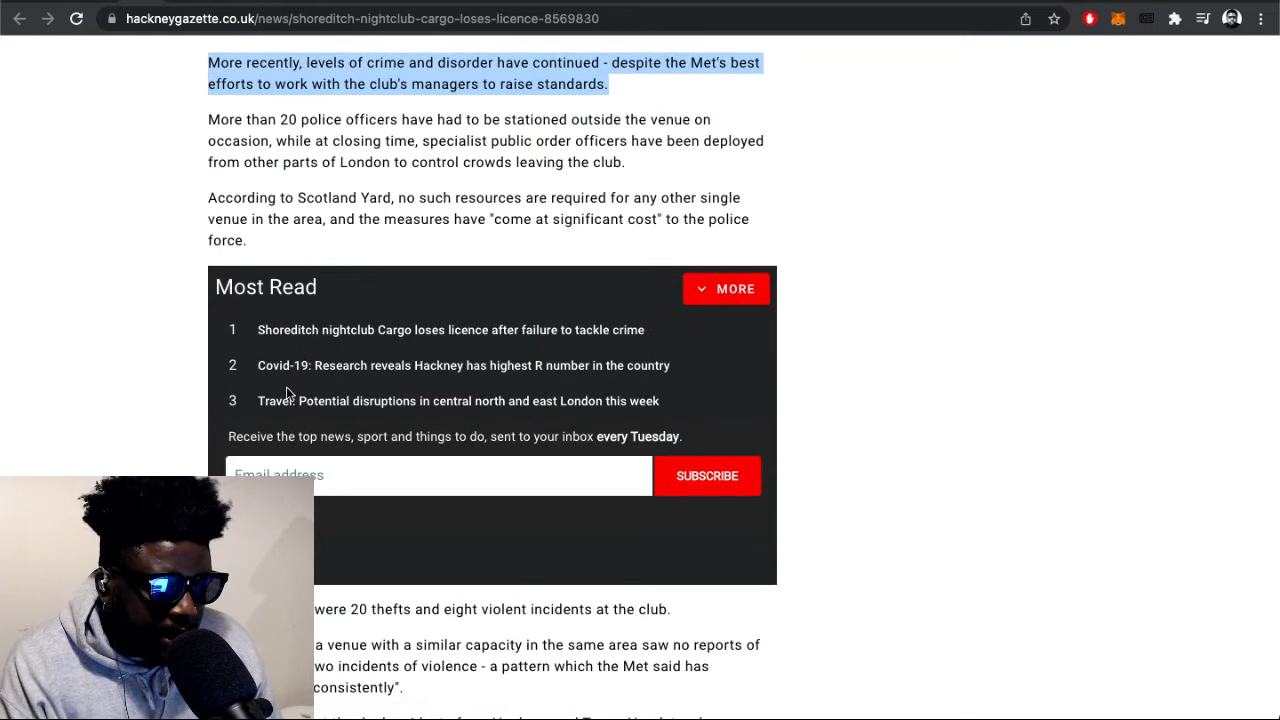 hackneygazette.co.uk/news/shoreditch-nightclub-cargo-loses-licence-8569830
More recently, levels of crime and disorder have continued - despite the Met's best
efforts to work with the club's managers to raise standards.
More than 20 police officers have had to be stationed outside the venue on
occasion, while at closing time, specialist public order officers have been deployed
from other parts of London to control crowds leaving the club.
According to Scotland Yard, no such resources are required for any other single
venue in the area, and the measures have "come at significant cost" to the police
force.
Most Read
MORE
1 Shoreditch nightclub Cargo loses licence after failure to tackle crime
2 Covid-19: Research reveals Hackney has highest R number in the country
3 Travel: Potential disruptions in central north and east London this week
Receive the top news, sport and things to do, sent to your inbox every Tuesday.
Email address
SUBSCRIBE
were 20 thefts and eight violent incidents at the club.
a venue with a similar capacity in the same area saw no reports of
two incidents of violence - a pattern which the Met said has
consistently".